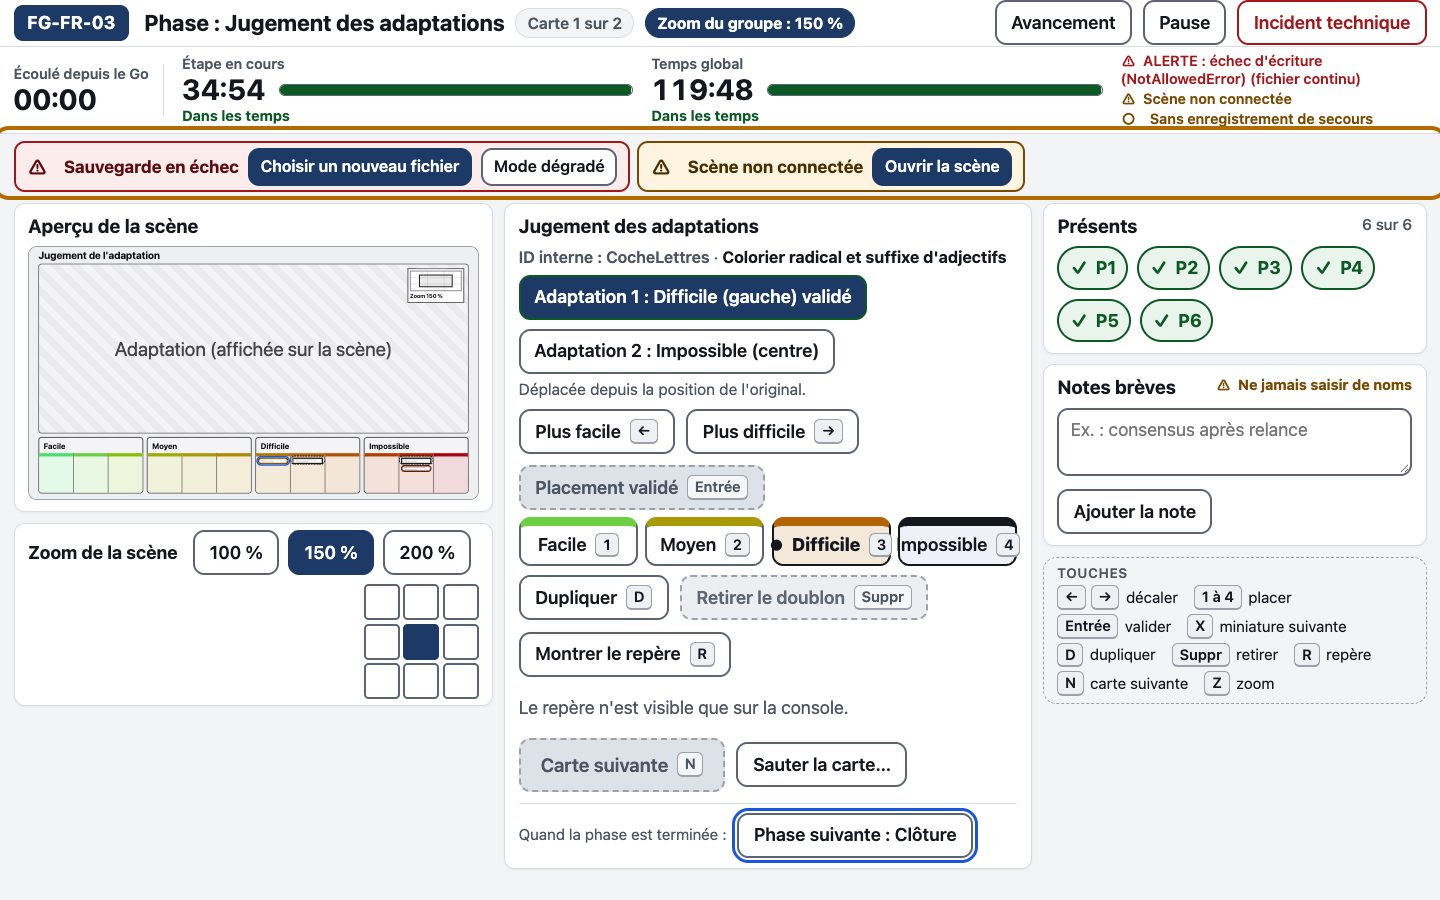 FG-FR-03
Phase : Jugement des adaptations
Carte 1 sur 2
Zoom du groupe : 150 %
Avancement
Pause
Incident technique
Écoulé depuis le Go
00:00
Étape en cours
34:54
Dans les temps
Temps global
119:48
Dans les temps
ALERTE : échec d'écriture
(NotAllowedError) (fichier continu)
Scène non connectée
Sans enregistrement de secours
Sauvegarde en échec
Choisir un nouveau fichier
Mode dégradé
Scène non connectée
Ouvrir la scène
Aperçu de la scène
Jugement de l'adaptation
Zoom 150 %
Adaptation (affichée sur la scène)
Facile
Moyen
Difficile
Impossible
Zoom de la scène
100 %
150 %
200 %
Jugement des adaptations
ID interne : CocheLettres · Colorier radical et suffixe d'adjectifs
Adaptation 1 : Difficile (gauche) validé
Adaptation 2 : Impossible (centre)
Déplacée depuis la position de l'original.
Plus facile ←
Plus difficile →
Placement validé Entrée
Facile 1
Moyen 2
Difficile 3
mpossible 4
Dupliquer D
Retirer le doublon Suppr
Montrer le repère R
Le repère n'est visible que sur la console.
Carte suivante N
Sauter la carte...
Quand la phase est terminée :
Phase suivante : Clôture
Présents
6 sur 6
P1
P2
P3
P4
P5
P6
Notes brèves
Ne jamais saisir de noms
Ex. : consensus après relance
Ajouter la note
TOUCHES
← → décaler 1 à 4 placer
Entrée valider X miniature suivante
D dupliquer Suppr retirer R repère
N carte suivante Z zoom